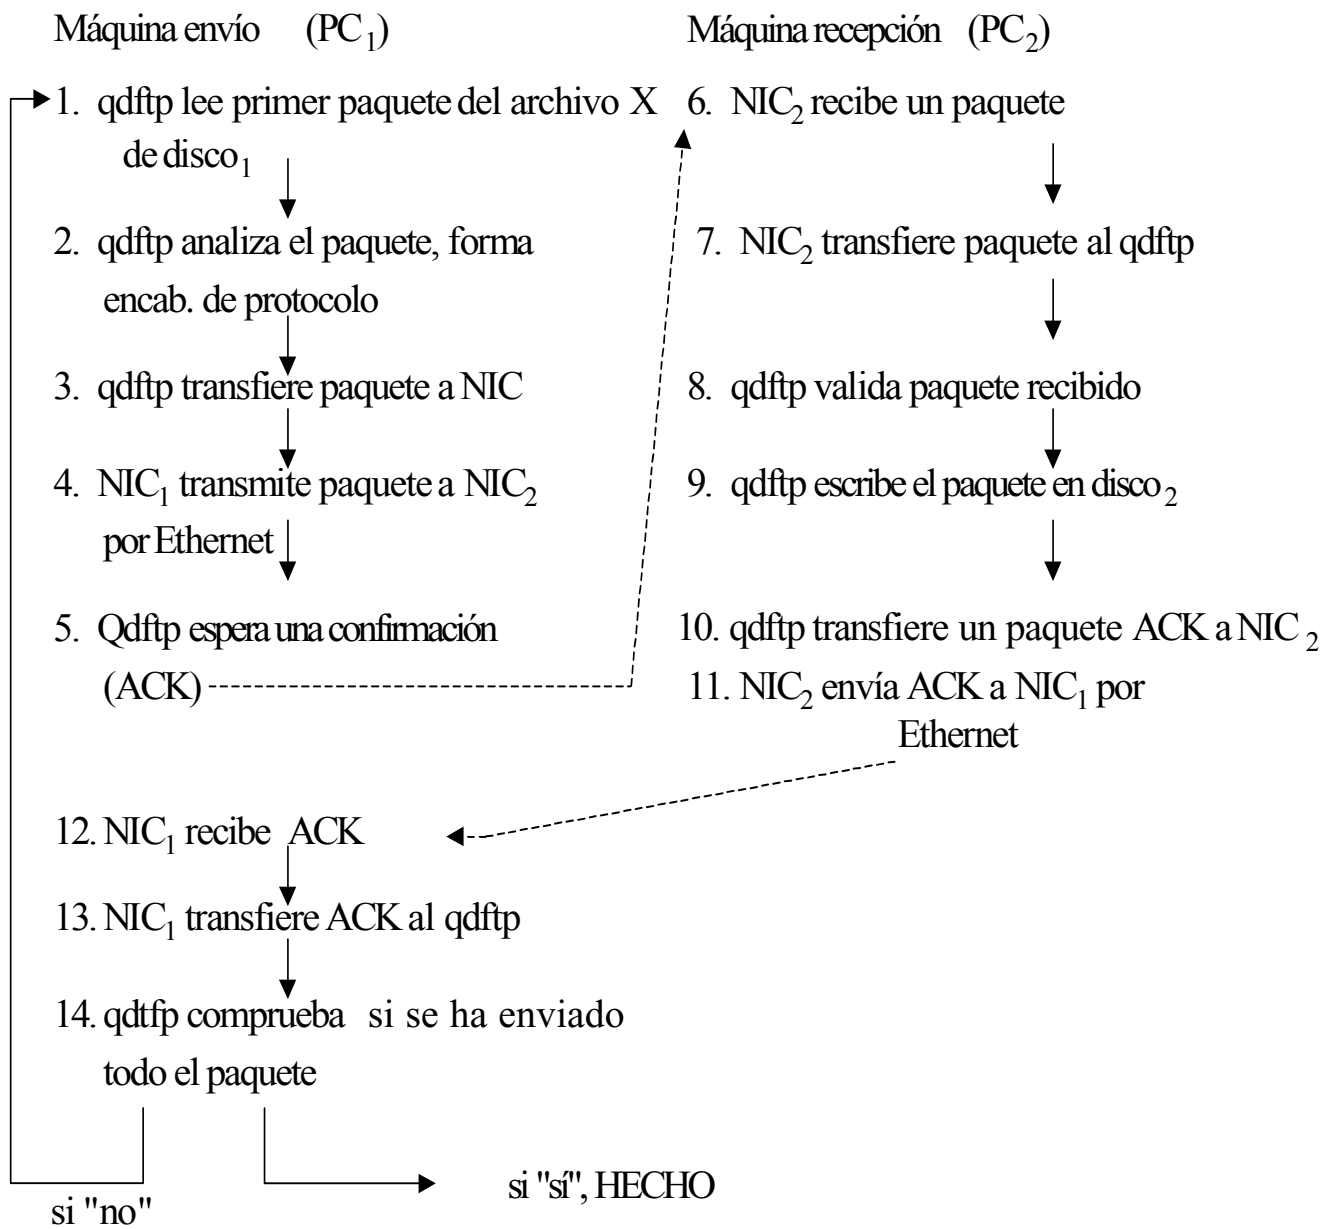 Máquina envío (PC1)
1. qdftp lee primer paquete del archivo X
de disco1
2. qdftp analiza el paquete, forma
encab. de protocolo
3. qdftp transfiere paquete a NIC
4. NIC1 transmite paquete a NIC2
por Ethernet
5. Qdftp espera una confirmación
(ACK)
Máquina recepción (PC2)
6. NIC2 recibe un paquete
7. NIC2 transfiere paquete al qdftp
8. qdftp valida paquete recibido
9. qdftp escribe el paquete en disco2
10. qdftp transfiere un paquete ACK a NIC2
11. NIC2 envía ACK a NIC1 por
Ethernet
12. NIC1 recibe ACK
13. NIC1 transfiere ACK al qdftp
14. qdtfp comprueba si se ha enviado
todo el paquete
si "no"
si "sí", HECHO